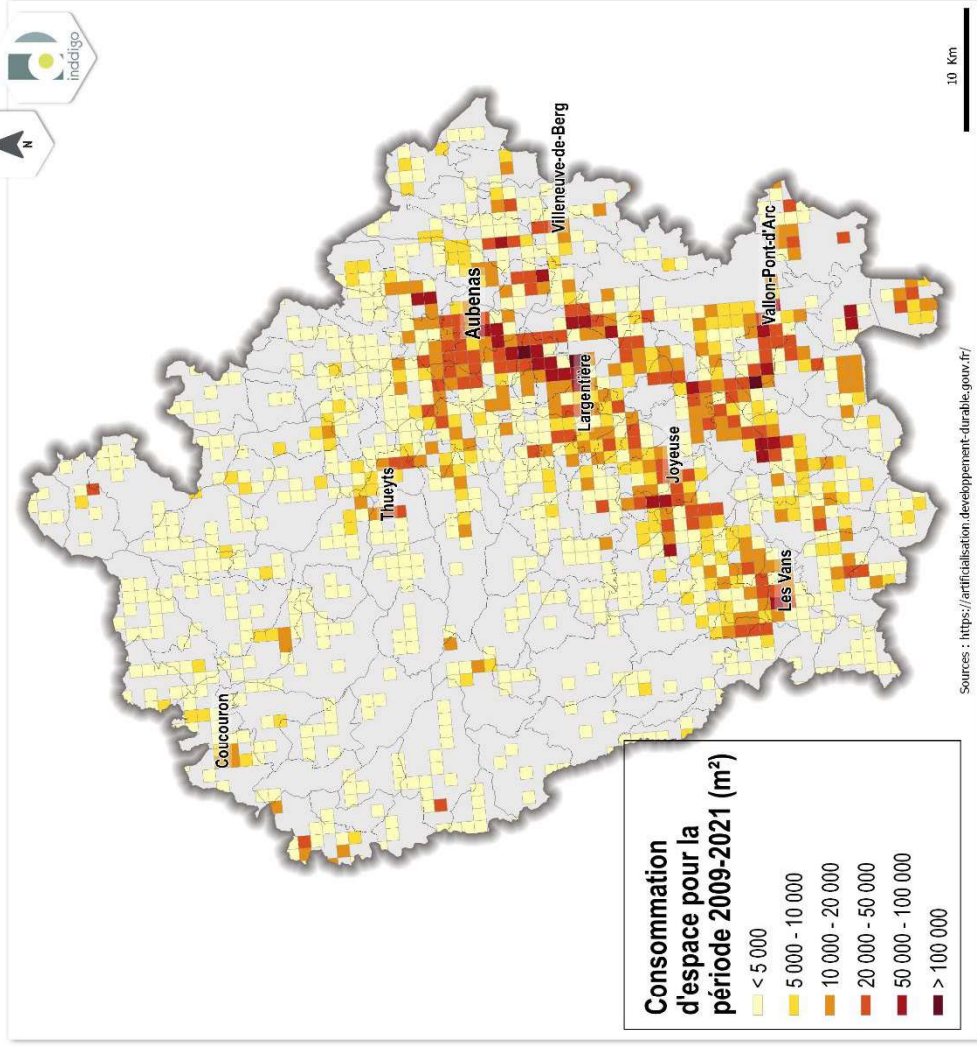 inddigo
N
Coucouron
Thueyts
Aubenas
Villeneuve-de-Berg
Largentière
Joyeuse
Vallon-Pont-d'Arc
Les Vans
Consommation
d'espace pour la
période 2009-2021 (m²)
< 5 000
5 000 - 10 000
10 000 - 20 000
20 000 - 50 000
50 000 - 100 000
> 100 000
10 Km
Sources : https://artificialisation.developpement-durable.gouv.fr/